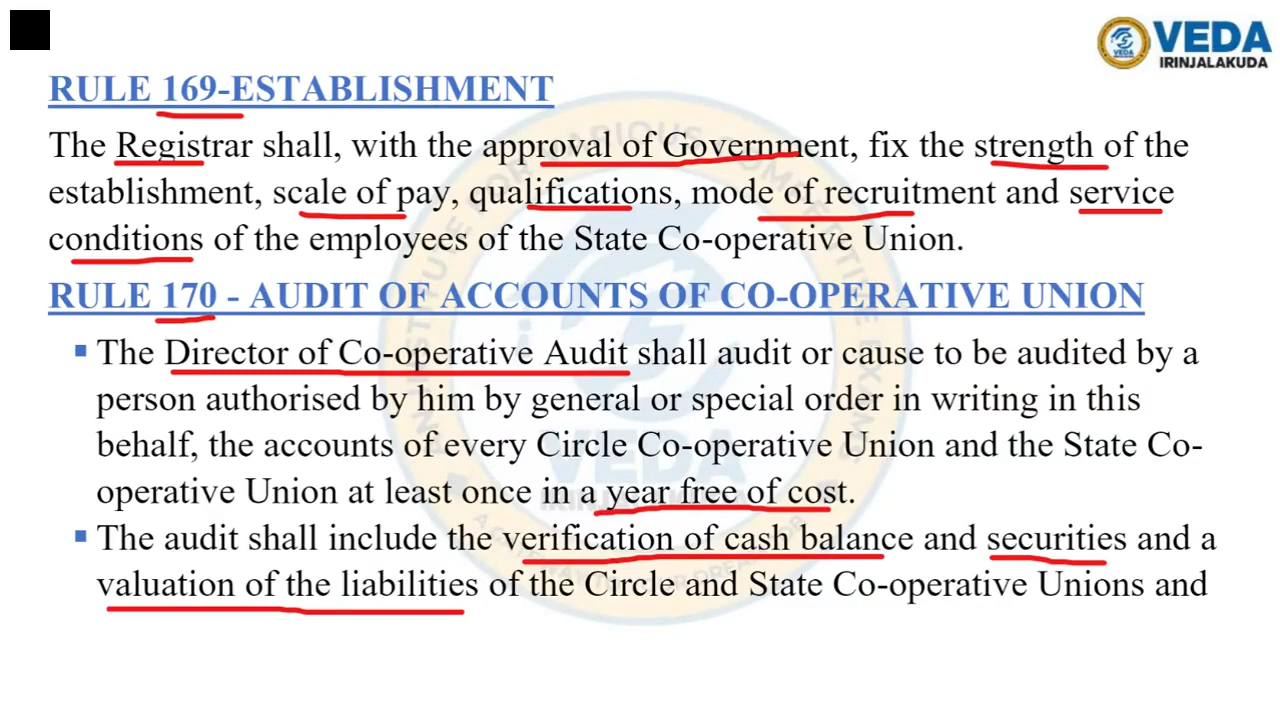 VEDA
IRINJALAKUDA
RULE 169-ESTABLISHMENT
The Registrar shall, with the approval of Government, fix the strength of the
establishment, scale of pay, qualifications, mode of recruitment and service
conditions of the employees of the State Co-operative Union.
RULE 170 - AUDIT OF ACCOUNTS OF CO-OPERATIVE UNION
▪ The Director of Co-operative Audit shall audit or cause to be audited by a
person authorised by him by general or special order in writing in this
behalf, the accounts of every Circle Co-operative Union and the State Co-
operative Union at least once in a year free of cost.
▪ The audit shall include the verification of cash balance and securities and a
valuation of the liabilities of the Circle and State Co-operative Unions and